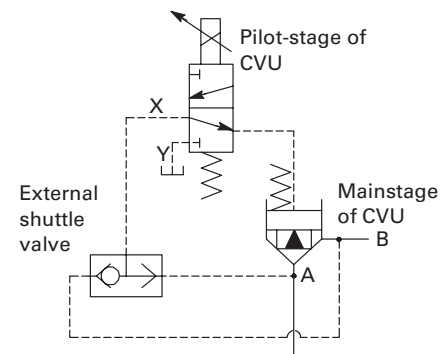 Pilot-stage of
CVU
X
Y
External
shuttle
valve
Mainstage
of CVU
B
A